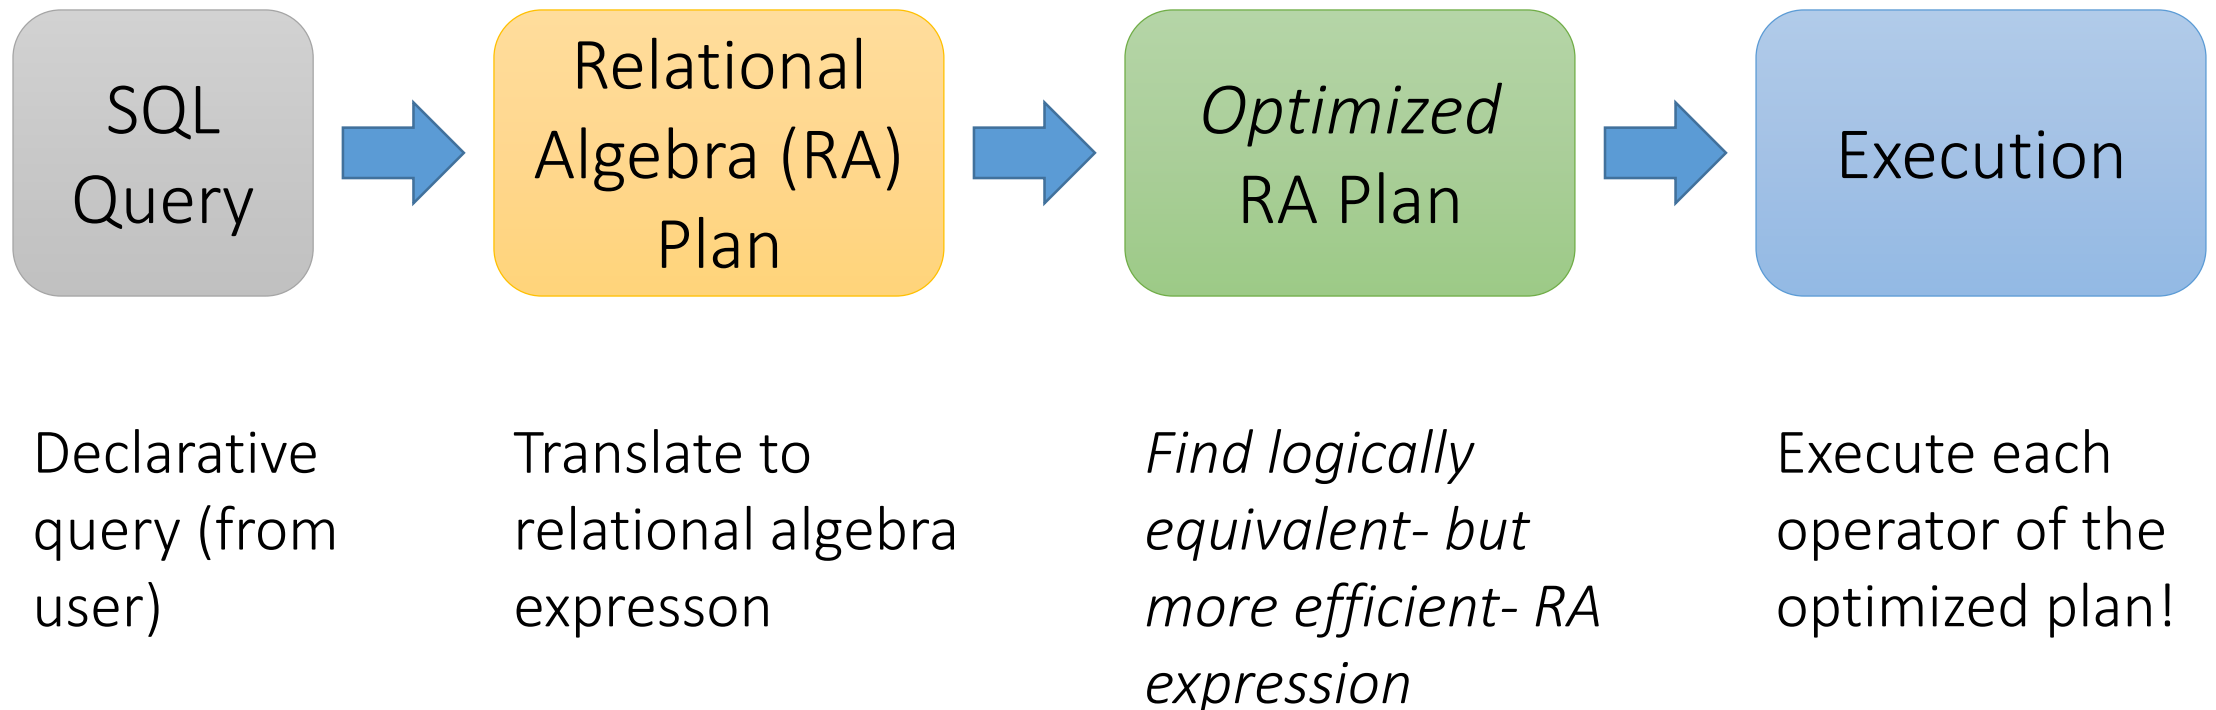 SQL
Query
Relational
Algebra (RA)
Plan
Optimized
RA Plan
Execution
Declarative
query (from
user)
Translate to
relational algebra
expresson
Find logically
equivalent- but
more efficient- RA
expression
Execute each
operator of the
optimized plan!